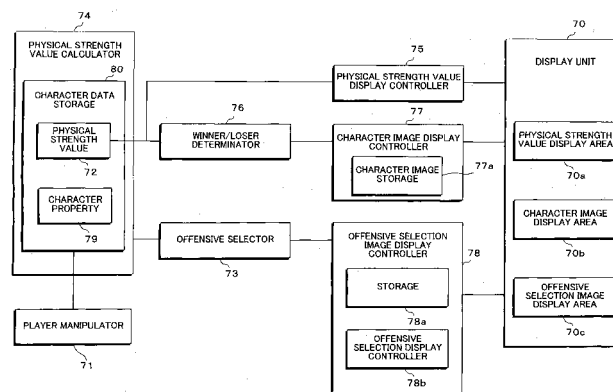 74
PHYSICAL STRENGTH
VALUE CALCULATOR
80
CHARACTER DATA
STORAGE
PHYSICAL
STRENGTH
VALUE
72
CHARACTER
PROPERTY
79
PLAYER MANIPULATOR
71
75
PHYSICAL STRENGTH VALUE
DISPLAY CONTROLLER
76
WINNER/LOSER
DETERMINATOR
77
CHARACTER IMAGE DISPLAY
CONTROLLER
77a
CHARACTER IMAGE
STORAGE
OFFENSIVE SELECTOR
73
OFFENSIVE SELECTION
IMAGE DISPLAY
CONTROLLER
78
STORAGE
78a
OFFENSIVE
SELECTION DISPLAY
CONTROLLER
78b
70
DISPLAY UNIT
PHYSICAL STRENGTH
VALUE DISPLAY AREA
70a
CHARACTER IMAGE
DISPLAY AREA
70b
OFFENSIVE
SELECTION IMAGE
DISPLAY AREA
70c